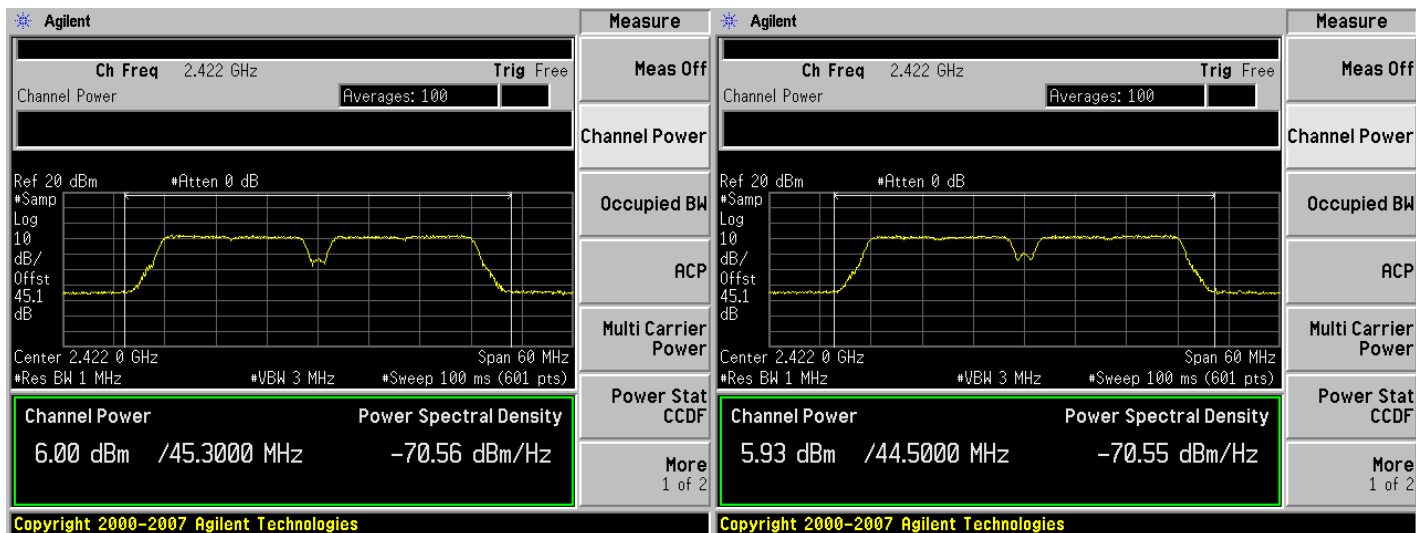 Agilent
Ch Freq 2.422 GHz Trig Free
Channel Power Averages: 100
Ref 20 dBm #Atten 0 dB
#Samp
Log
10
dB/
Offst
45.1
dB
Center 2.422 0 GHz Span 60 MHz
#Res BW 1 MHz #VBW 3 MHz #Sweep 100 ms (601 pts)
Channel Power Power Spectral Density
6.00 dBm /45.3000 MHz -70.56 dBm/Hz
Copyright 2000-2007 Agilent Technologies
Measure
Meas Off
Channel Power
Occupied BW
ACP
Multi Carrier
Power
Power Stat
CCDF
More
1 of 2
Agilent
Ch Freq 2.422 GHz Trig Free
Channel Power Averages: 100
Ref 20 dBm #Atten 0 dB
#Samp
Log
10
dB/
Offst
45.1
dB
Center 2.422 0 GHz Span 60 MHz
#Res BW 1 MHz #VBW 3 MHz #Sweep 100 ms (601 pts)
Channel Power Power Spectral Density
5.93 dBm /44.5000 MHz -70.55 dBm/Hz
Copyright 2000-2007 Agilent Technologies
Measure
Meas Off
Channel Power
Occupied BW
ACP
Multi Carrier
Power
Power Stat
CCDF
More
1 of 2